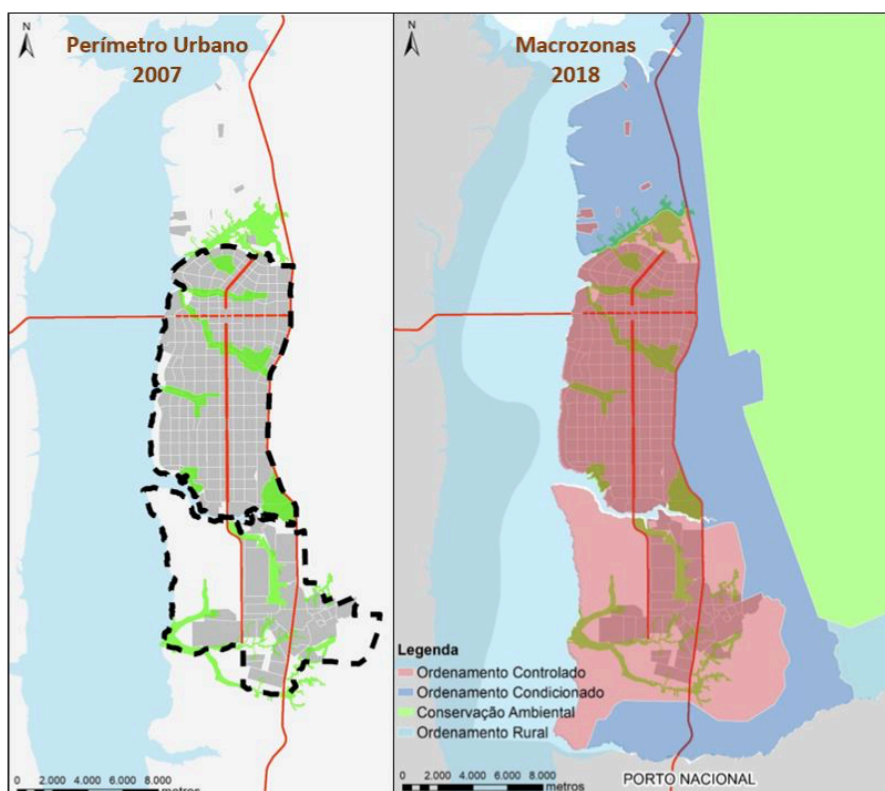 N
Perímetro Urbano
2007
0 2.000 4.000 6.000 8.000
metros
N
Macrozonas
2018
Legenda
Ordenamento Controlado
Ordenamento Condicionado
Conservação Ambiental
Ordenamento Rural
0 2.000 4.000 6.000 8.000
metros
PORTO NACIONAL